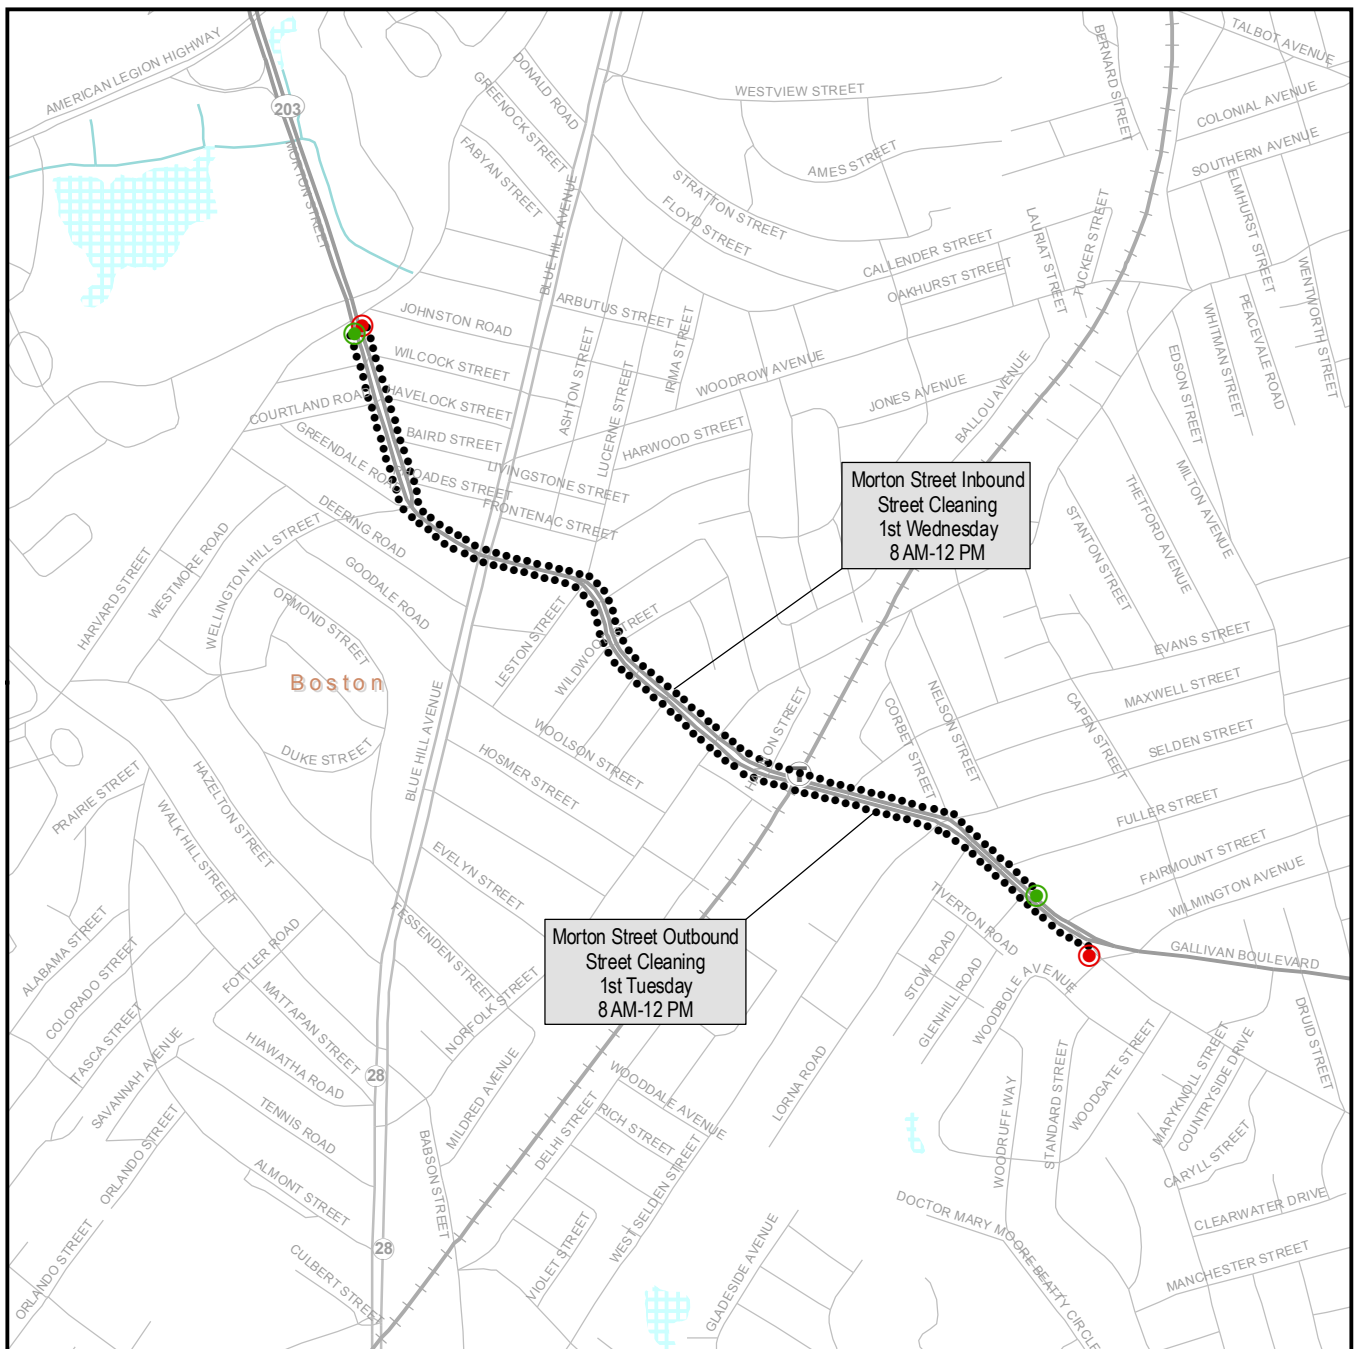 AMERICAN LEGION HIGHWAY
203
MORTON STREET
DONALD ROAD
GREENOCK STREET
FABYAN STREET
BLUE HILL AVENUE
WESTVIEW STREET
AMES STREET
STRATTON STREET
FLOYD STREET
BERNARD STREET
TALBOT AVENUE
COLONIAL AVENUE
SOUTHERN AVENUE
ELMHURST STREET
WENTWORTH STREET
PEACEVALE ROAD
WHITMAN STREET
EDSON STREET
CALLENDER STREET
OAKHURST STREET
LAURIAT STREET
TUCKER STREET
JOHNSTON ROAD
ARBUTUS STREET
WILCOCK STREET
ASHTON STREET
IRMA STREET
LUCERNE STREET
WOODROW AVENUE
JONES AVENUE
BALLOU AVENUE
COURTLAND ROAD
HAVELOCK STREET
BAIRD STREET
HARWOOD STREET
GREENDALE ROAD
RHOADES STREET
LIVINGSTONE STREET
FRONTENAC STREET
Morton Street Inbound
Street Cleaning
1st Wednesday
8 AM-12 PM
MILTON AVENUE
THETFORD AVENUE
STANTON STREET
DEERING ROAD
WESTMORE ROAD
HARVARD STREET
WELLINGTON HILL STREET
GOODALE ROAD
ORMOND STREET
LESTON STREET
WILDWOOD STREET
Boston
DUKE STREET
BLUE HILL AVENUE
WOOLSON STREET
HOSMER STREET
T
CORBET STREET
NELSON STREET
CAPEN STREET
EVANS STREET
MAXWELL STREET
SELDEN STREET
FULLER STREET
FAIRMOUNT STREET
WILMINGTON AVENUE
GALLIVAN BOULEVARD
PRAIRIE STREET
HAZELTON STREET
WALK HILL STREET
EVELYN STREET
FESSENDEN STREET
NORFOLK STREET
Morton Street Outbound
Street Cleaning
1st Tuesday
8 AM-12 PM
TIVERTON ROAD
STOW ROAD
GLENHILL ROAD
WOODBOLE AVENUE
ALABAMA STREET
COLORADO STREET
ITASCA STREET
SAVANNAH AVENUE
FOTTLER ROAD
MATTAPAN STREET
HIAWATHA ROAD
28
MILDRED AVENUE
TENNIS ROAD
ORLANDO STREET
ALMONT STREET
BABSON STREET
DELHI STREET
WOODDALE AVENUE
RICH STREET
LORNA ROAD
WOODRUFF WAY
STANDARD STREET
WOODGATE STREET
MARYKNOLL STREET
COUNTRYSIDE DRIVE
CARYLL STREET
DRUID STREET
ORLANDO STREET
CULBERT STREET
28
VIOLET STREET
WEST SELDEN STREET
GLADESIDE AVENUE
DOCTOR MARY MOORE BEATTY CIRCLE
CLEARWATER DRIVE
MANCHESTER STREET